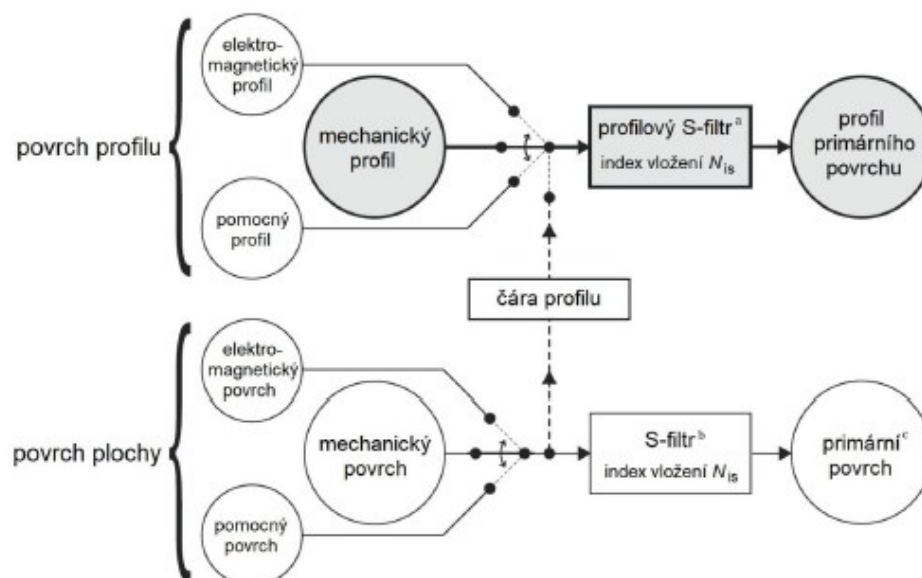 povrch profilu
elektro-
magnetický
profil
mechanický
profil
pomocný
profil
profilový S-filtr a
index vložení Nis
profil
primárního
povrchu
čára profilu
povrch plochy
elektro-
magnetický
povrch
mechanický
povrch
pomocný
povrch
S-filtr b
index vložení Nis
primární c
povrch